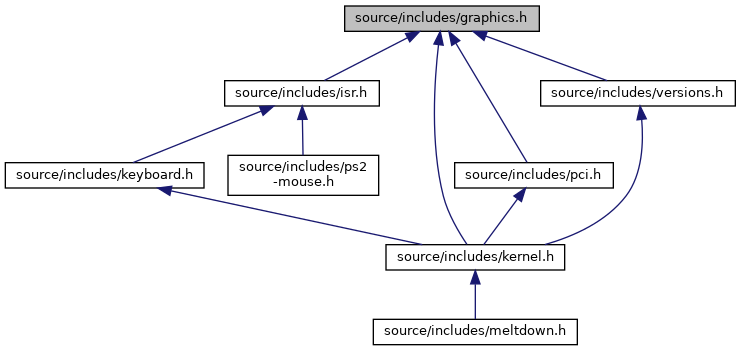 source/includes/graphics.h
source/includes/isr.h
source/includes/versions.h
source/includes/keyboard.h
source/includes/ps2
-mouse.h
source/includes/pci.h
source/includes/kernel.h
source/includes/meltdown.h